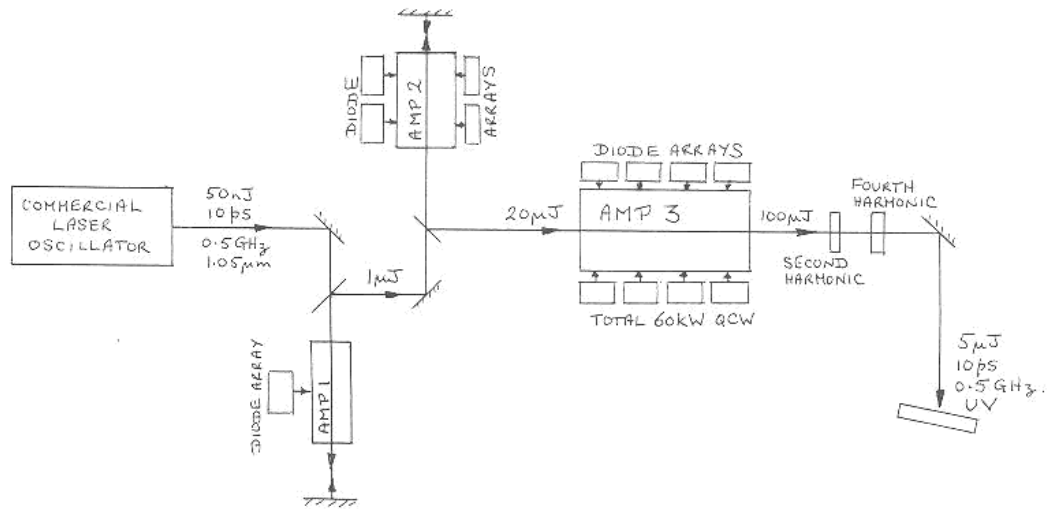 DIODE
AMP 2
ARRAYS
COMMERCIAL
LASER
OSCILLATOR
50nJ
10ps
0.5GHz
1.05µm
1µJ
DIODE ARRAY
AMP 1
20µJ
DIODE ARRAYS
AMP 3
TOTAL 60KW QCW
100µJ
SECOND
HARMONIC
FOURTH
HARMONIC
5µJ
10ps
0.5GHz.
UV